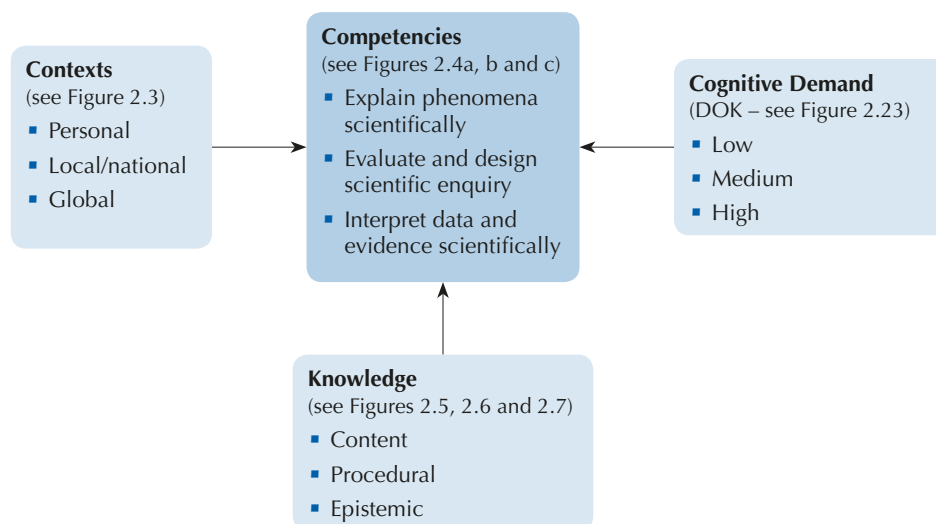 Contexts
(see Figure 2.3)
▪ Personal
▪ Local/national
▪ Global
Competencies
(see Figures 2.4a, b and c)
▪ Explain phenomena
scientifically
▪ Evaluate and design
scientific enquiry
▪ Interpret data and
evidence scientifically
Cognitive Demand
(DOK – see Figure 2.23)
▪ Low
▪ Medium
▪ High
Knowledge
(see Figures 2.5, 2.6 and 2.7)
▪ Content
▪ Procedural
▪ Epistemic